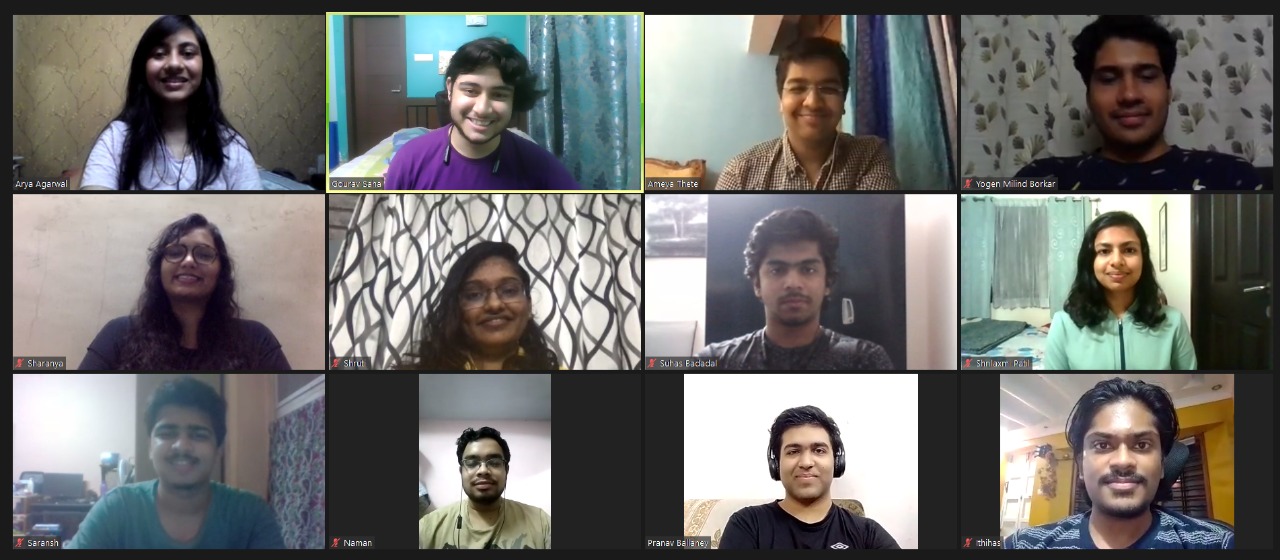 Arya Agarwal
Gourav Saha
Ameya Thete
Yogen Milind Borkar
Sharanya
Shruti
Suhas Badadal
Shrilaxmi Patil
Saransh
Naman
Pranav Ballaney
Ithihas